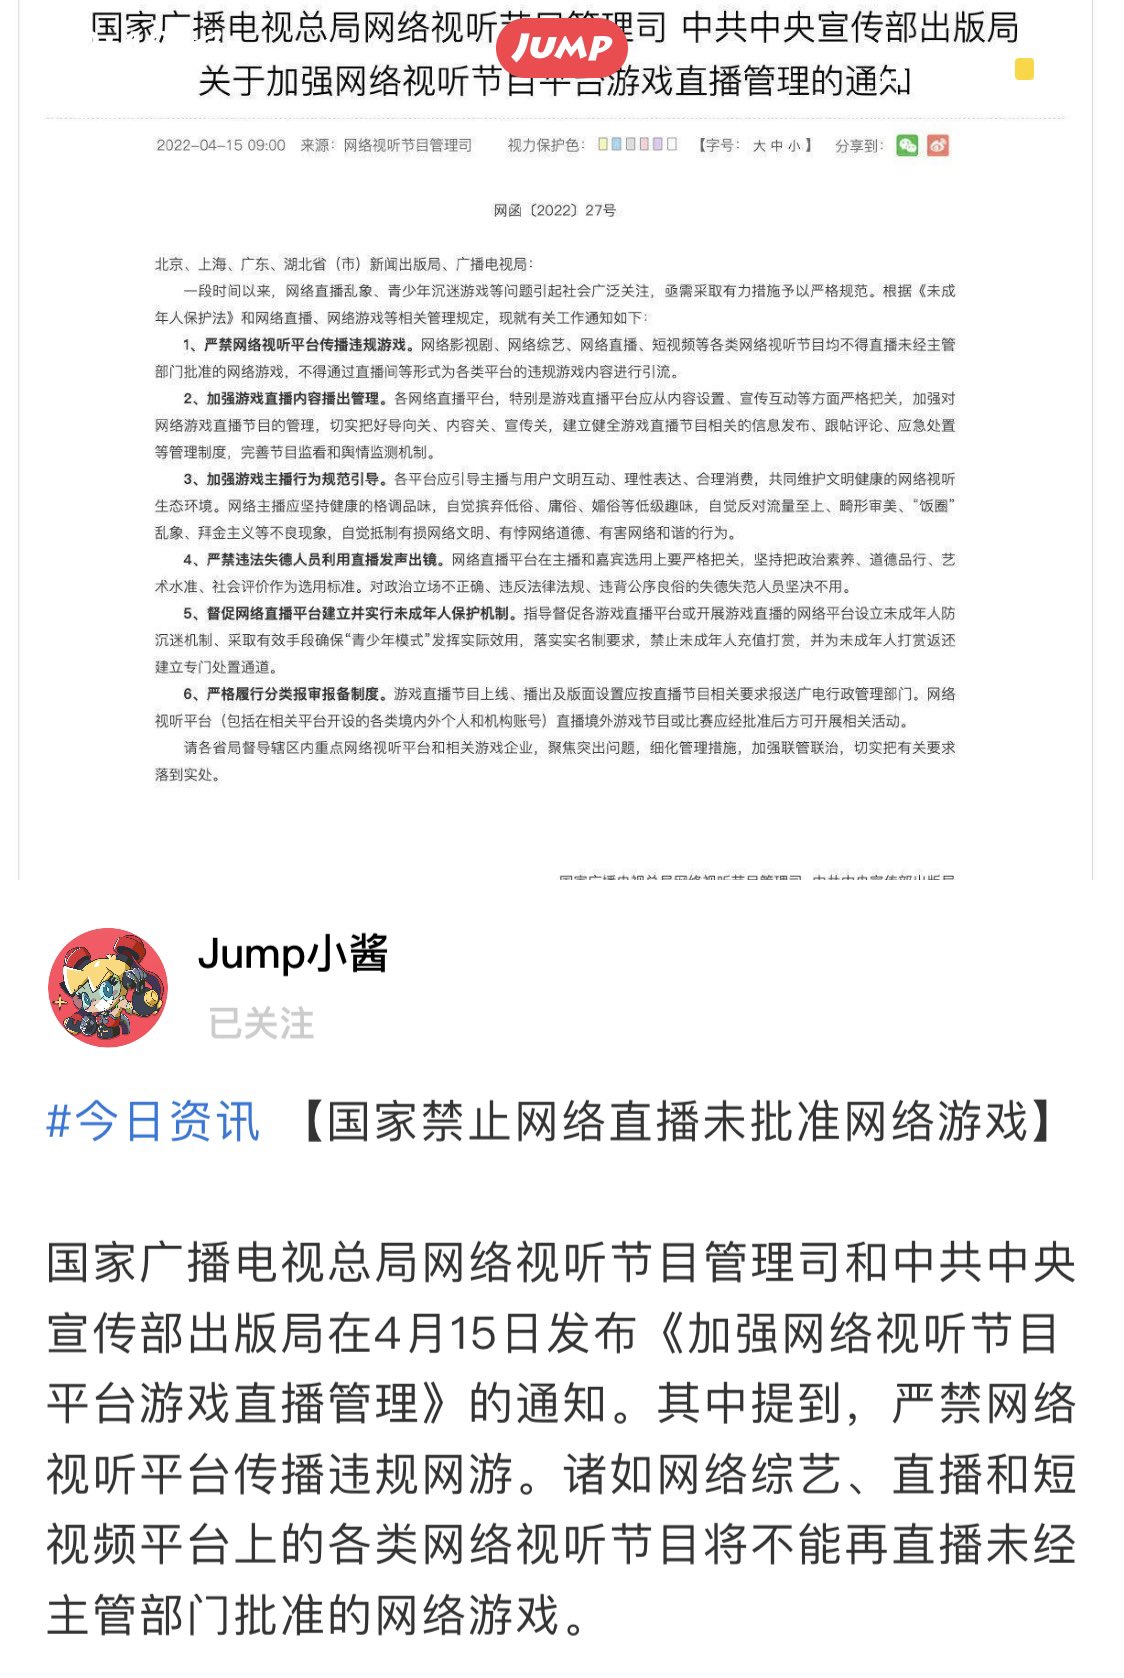 国家广播电视总局网络视听节目管理司 中共中央宣传部出版局
JUMP
关于加强网络视听节目平台游戏直播管理的通知
2022-04-15 09:00 来源：网络视听节目管理司 视力保护色： 【字号： 大 中 小 】 分享到：
网函〔2022〕27号
北京、上海、广东、湖北省（市）新闻出版局、广播电视局：
一段时间以来，网络直播乱象、青少年沉迷游戏等问题引起社会广泛关注，亟需采取有力措施予以严格规范。根据《未成
年人保护法》和网络直播、网络游戏等相关管理规定，现就有关工作通知如下：
1、严禁网络视听平台传播违规游戏。网络影视剧、网络综艺、网络直播、短视频等各类网络视听节目均不得直播未经主管
部门批准的网络游戏，不得通过直播间等形式为各类平台的违规游戏内容进行引流。
2、加强游戏直播内容播出管理。各网络直播平台，特别是游戏直播平台应从内容设置、宣传互动等方面严格把关，加强对
网络游戏直播节目的管理，切实把好导向关、内容关、宣传关，建立健全游戏直播节目相关的信息发布、跟帖评论、应急处置
等管理制度，完善节目监看和舆情监测机制。
3、加强游戏主播行为规范引导。各平台应引导主播与用户文明互动、理性表达、合理消费，共同维护文明健康的网络视听
生态环境。网络主播应坚持健康的格调品味，自觉摈弃低俗、庸俗、媚俗等低级趣味，自觉反对流量至上、畸形审美、“饭圈”
乱象、拜金主义等不良现象，自觉抵制有损网络文明、有悖网络道德、有害网络和谐的行为。
4、严禁违法失德人员利用直播发声出镜。网络直播平台在主播和嘉宾选用上要严格把关，坚持把政治素养、道德品行、艺
术水准、社会评价作为选用标准。对政治立场不正确、违反法律法规、违背公序良俗的失德失范人员坚决不用。
5、督促网络直播平台建立并实行未成年人保护机制。指导督促各游戏直播平台或开展游戏直播的网络平台设立未成年人防
沉迷机制、采取有效手段确保“青少年模式”发挥实际效用，落实实名制要求，禁止未成年人充值打赏，并为未成年人打赏返还
建立专门处置通道。
6、严格履行分类报审报备制度。游戏直播节目上线、播出及版面设置应按直播节目相关要求报送广电行政管理部门。网络
视听平台（包括在相关平台开设的各类境内外个人和机构账号）直播境外游戏节目或比赛应经批准后方可开展相关活动。
请各省局督导辖区内重点网络视听平台和相关游戏企业，聚焦突出问题，细化管理措施，加强联管联治，切实把有关要求
落到实处。
国家广播电视总局网络视听节目管理司 中共中央宣传部出版局
Jump小酱
已关注
#今日资讯 【国家禁止网络直播未批准网络游戏】
国家广播电视总局网络视听节目管理司和中共中央
宣传部出版局在4月15日发布《加强网络视听节目
平台游戏直播管理》的通知。其中提到，严禁网络
视听平台传播违规网游。诸如网络综艺、直播和短
视频平台上的各类网络视听节目将不能再直播未经
主管部门批准的网络游戏。